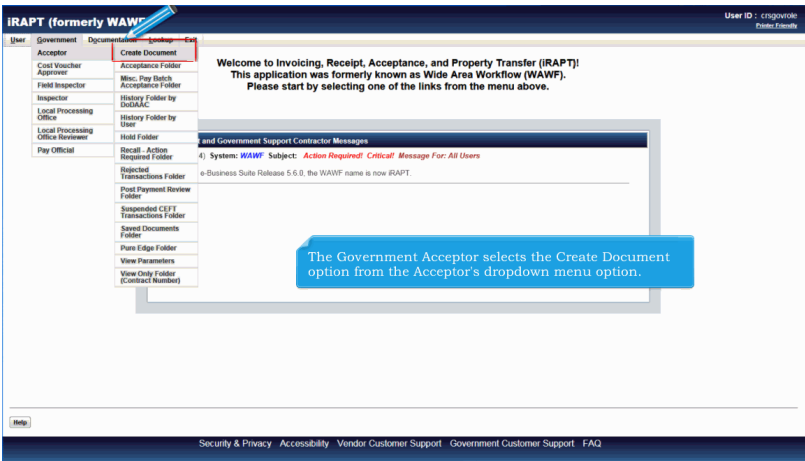 iRAPT (formerly WAWF
User ID : crsgovrole
Printer Friendly
User Government Documentation Lookup Exit
Acceptor
Cost Voucher
Approver
Field Inspector
Inspector
Local Processing
Office
Local Processing
Office Reviewer
Pay Official
Create Document
Acceptance Folder
Misc. Pay Batch
Acceptance Folder
History Folder by
DoDAAC
History Folder by
User
Hold Folder
Recall - Action
Required Folder
Rejected
Transactions Folder
Post Payment Review
Folder
Suspended CEFT
Transactions Folder
Saved Documents
Folder
Pure Edge Folder
View Parameters
View Only Folder
(Contract Number)
Welcome to Invoicing, Receipt, Acceptance, and Property Transfer (iRAPT)!
This application was formerly known as Wide Area Workflow (WAWF).
Please start by selecting one of the links from the menu above.
and Government Support Contractor Messages
4) System: WAWF Subject: Action Required! Critical! Message For: All Users
e-Business Suite Release 5.6.0, the WAWF name is now iRAPT.
The Government Acceptor selects the Create Document
option from the Acceptor's dropdown menu option.
Help
Security & Privacy Accessibility Vendor Customer Support Government Customer Support FAQ